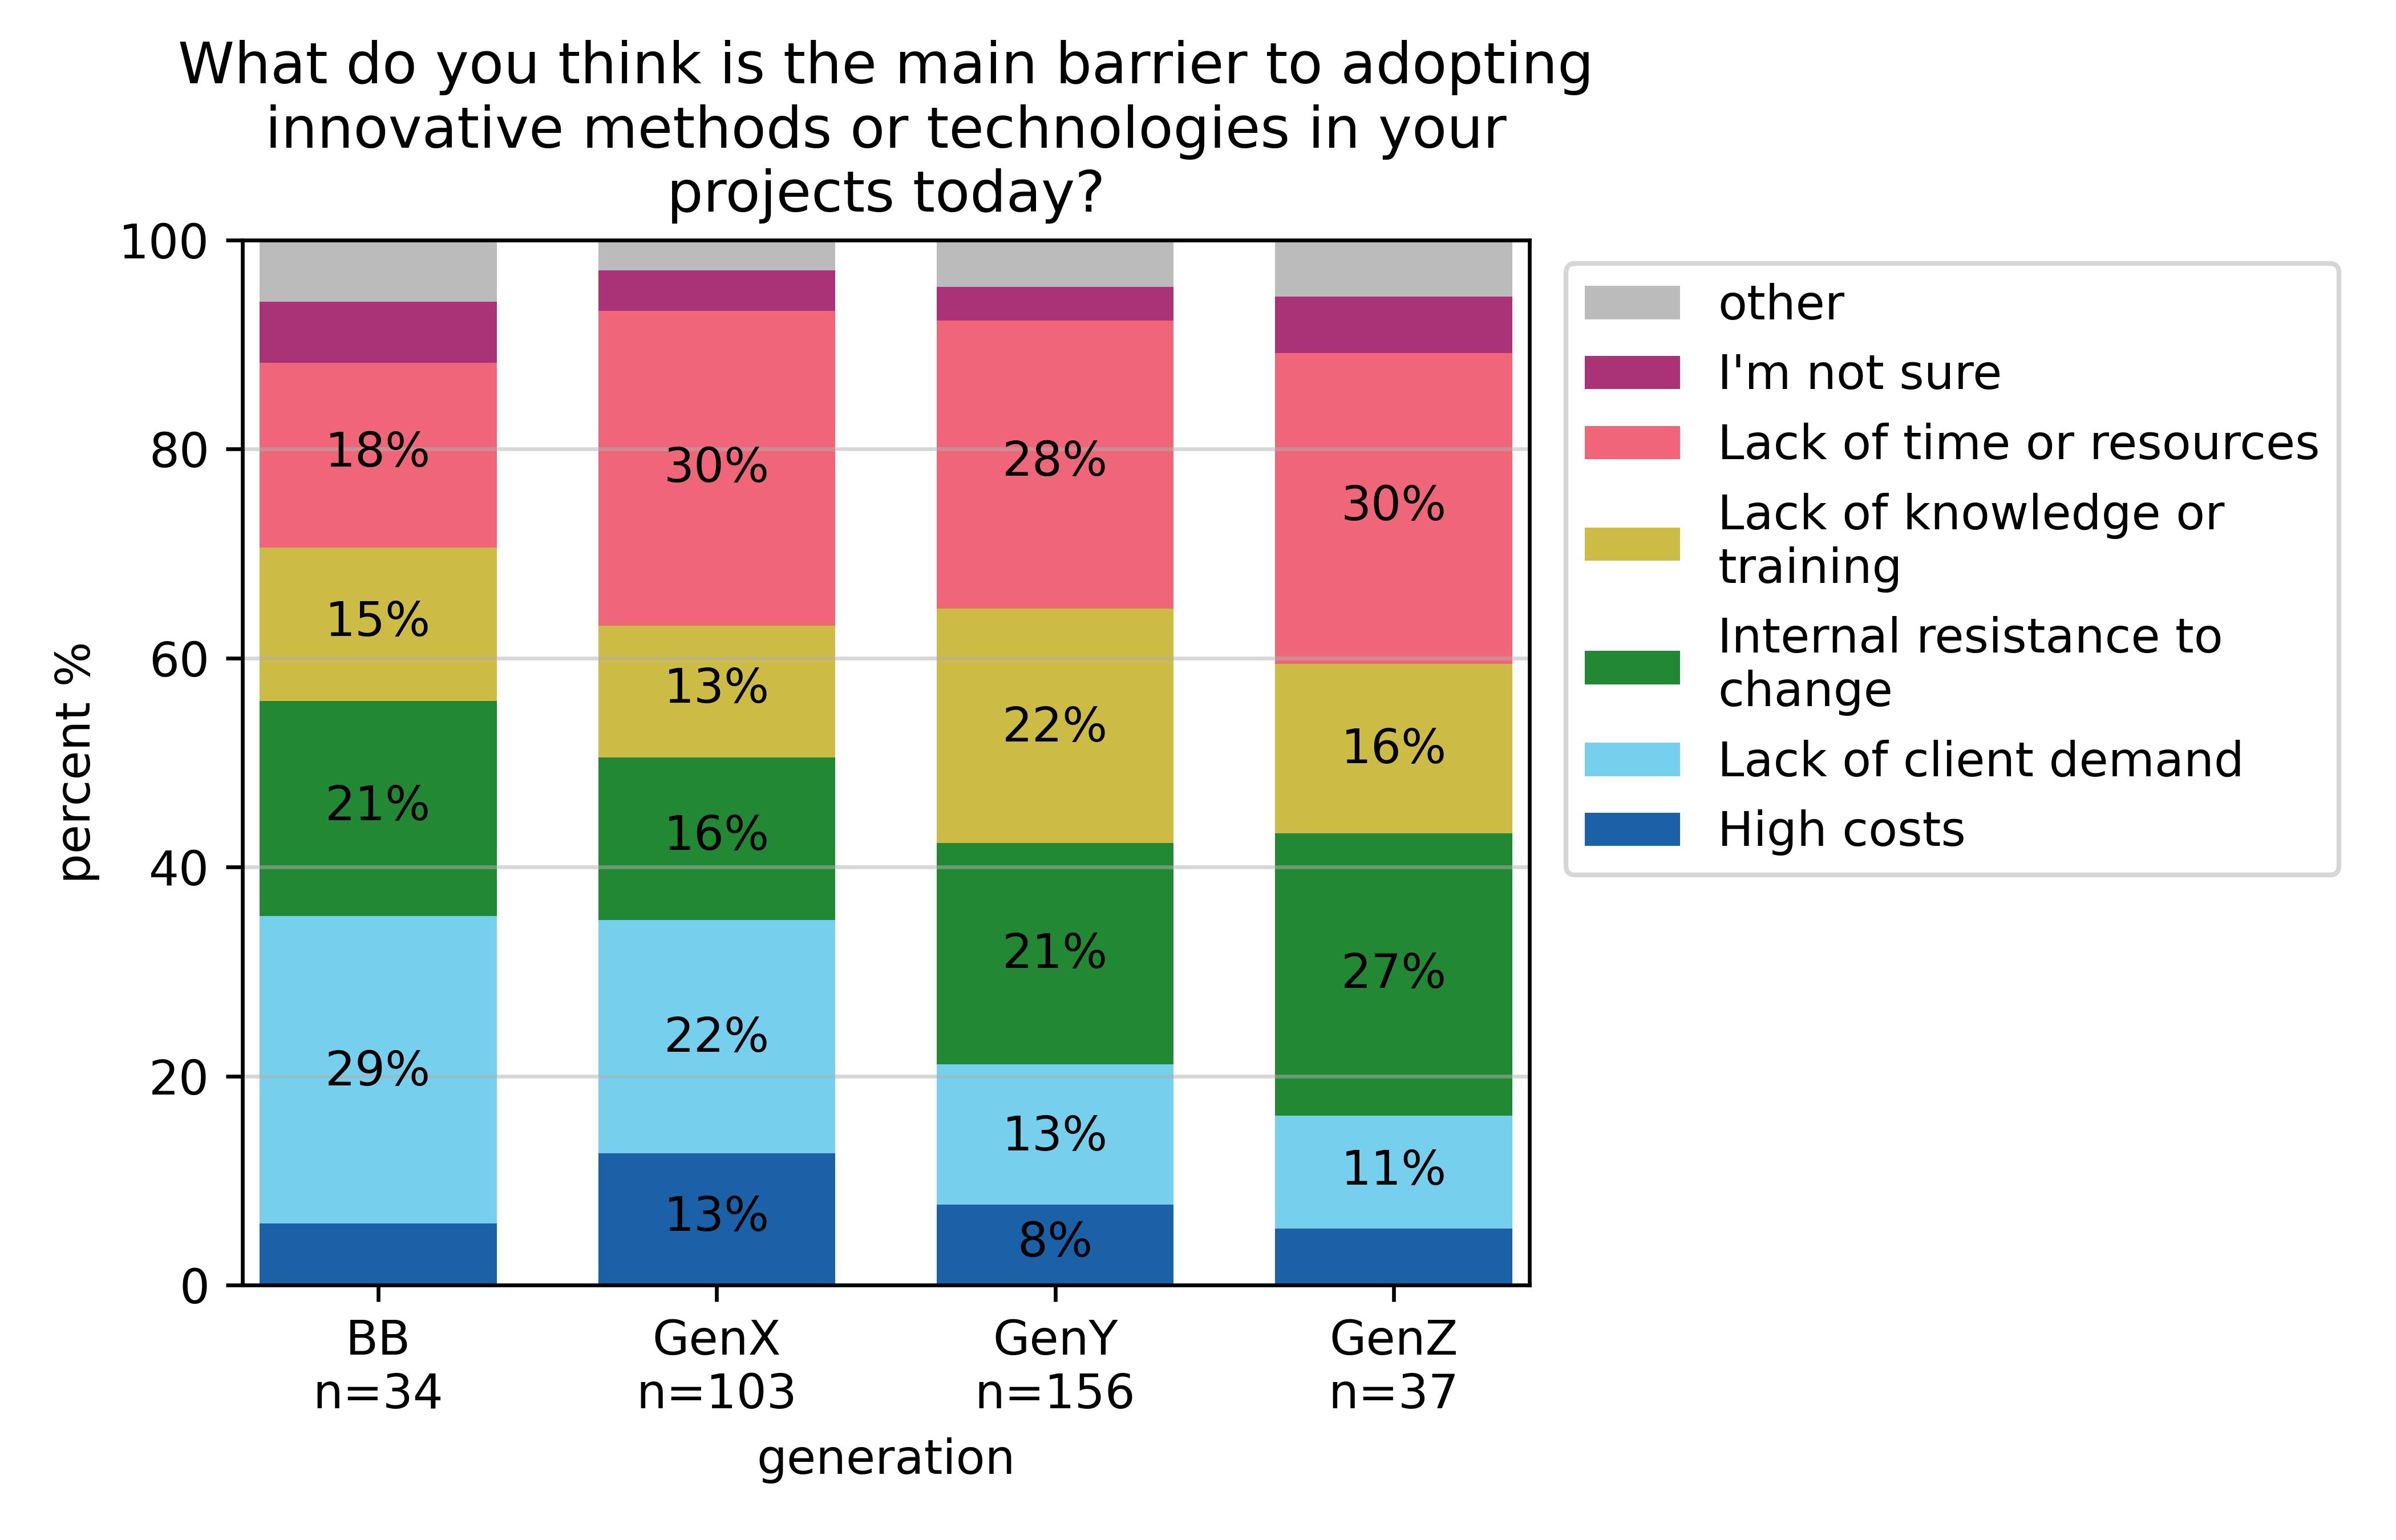 What do you think is the main barrier to adopting
innovative methods or technologies in your
projects today?
percent %
100
80
60
40
20
0
18%
15%
21%
29%
30%
13%
16%
22%
13%
28%
22%
21%
13%
8%
30%
16%
27%
11%
BB
n=34
GenX
n=103
GenY
n=156
GenZ
n=37
generation
other
I'm not sure
Lack of time or resources
Lack of knowledge or
training
Internal resistance to
change
Lack of client demand
High costs